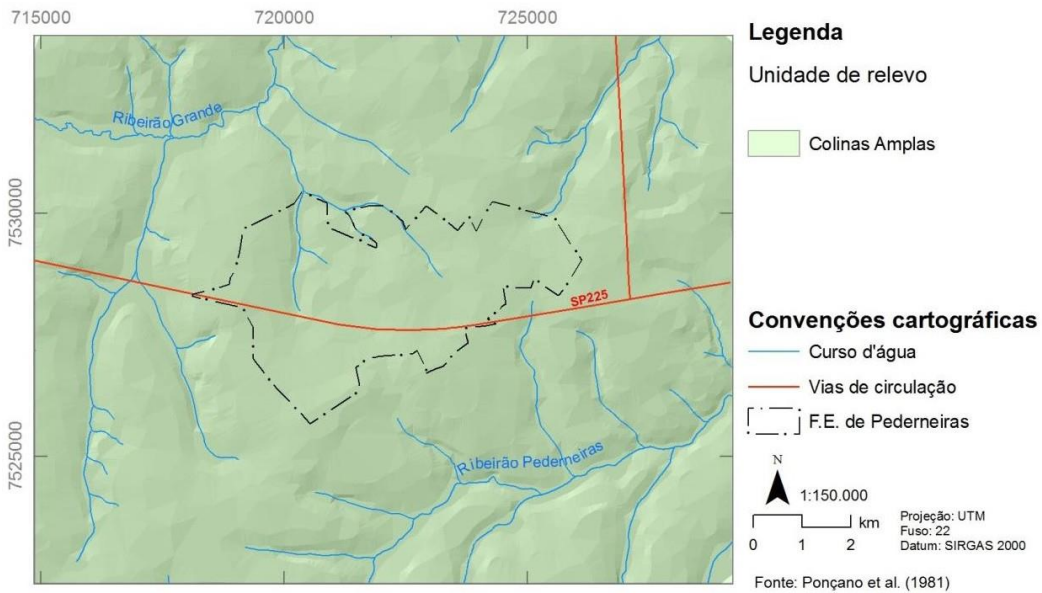 715000
720000
725000
7530000
7525000
Ribeirão Grande
SP225
Ribeirão Pederneiras
Legenda
Unidade de relevo
Colinas Amplas
Convenções cartográficas
Curso d'água
Vias de circulação
F.E. de Pederneiras
N
1:150.000
km
0 1 2
Projeção: UTM
Fuso: 22
Datum: SIRGAS 2000
Fonte: Ponçano et al. (1981)